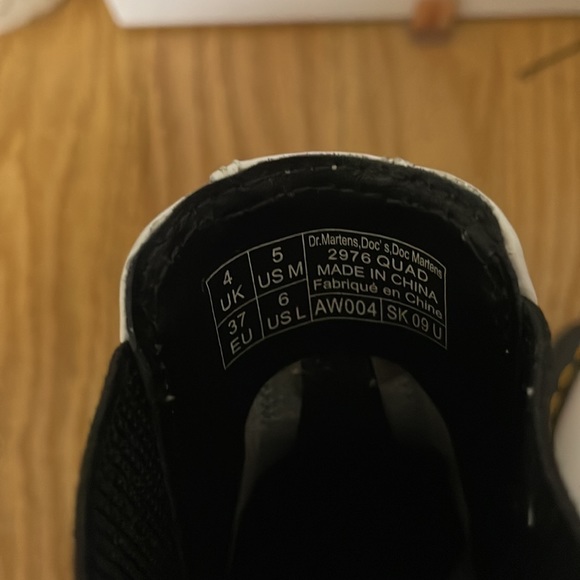 4 UK
5 US M
37 EU
6 US L
Dr.Martens,Doc's,Doc Martens
2976 QUAD
MADE IN CHINA
Fabriqué en Chine
AW004 SK 09 U